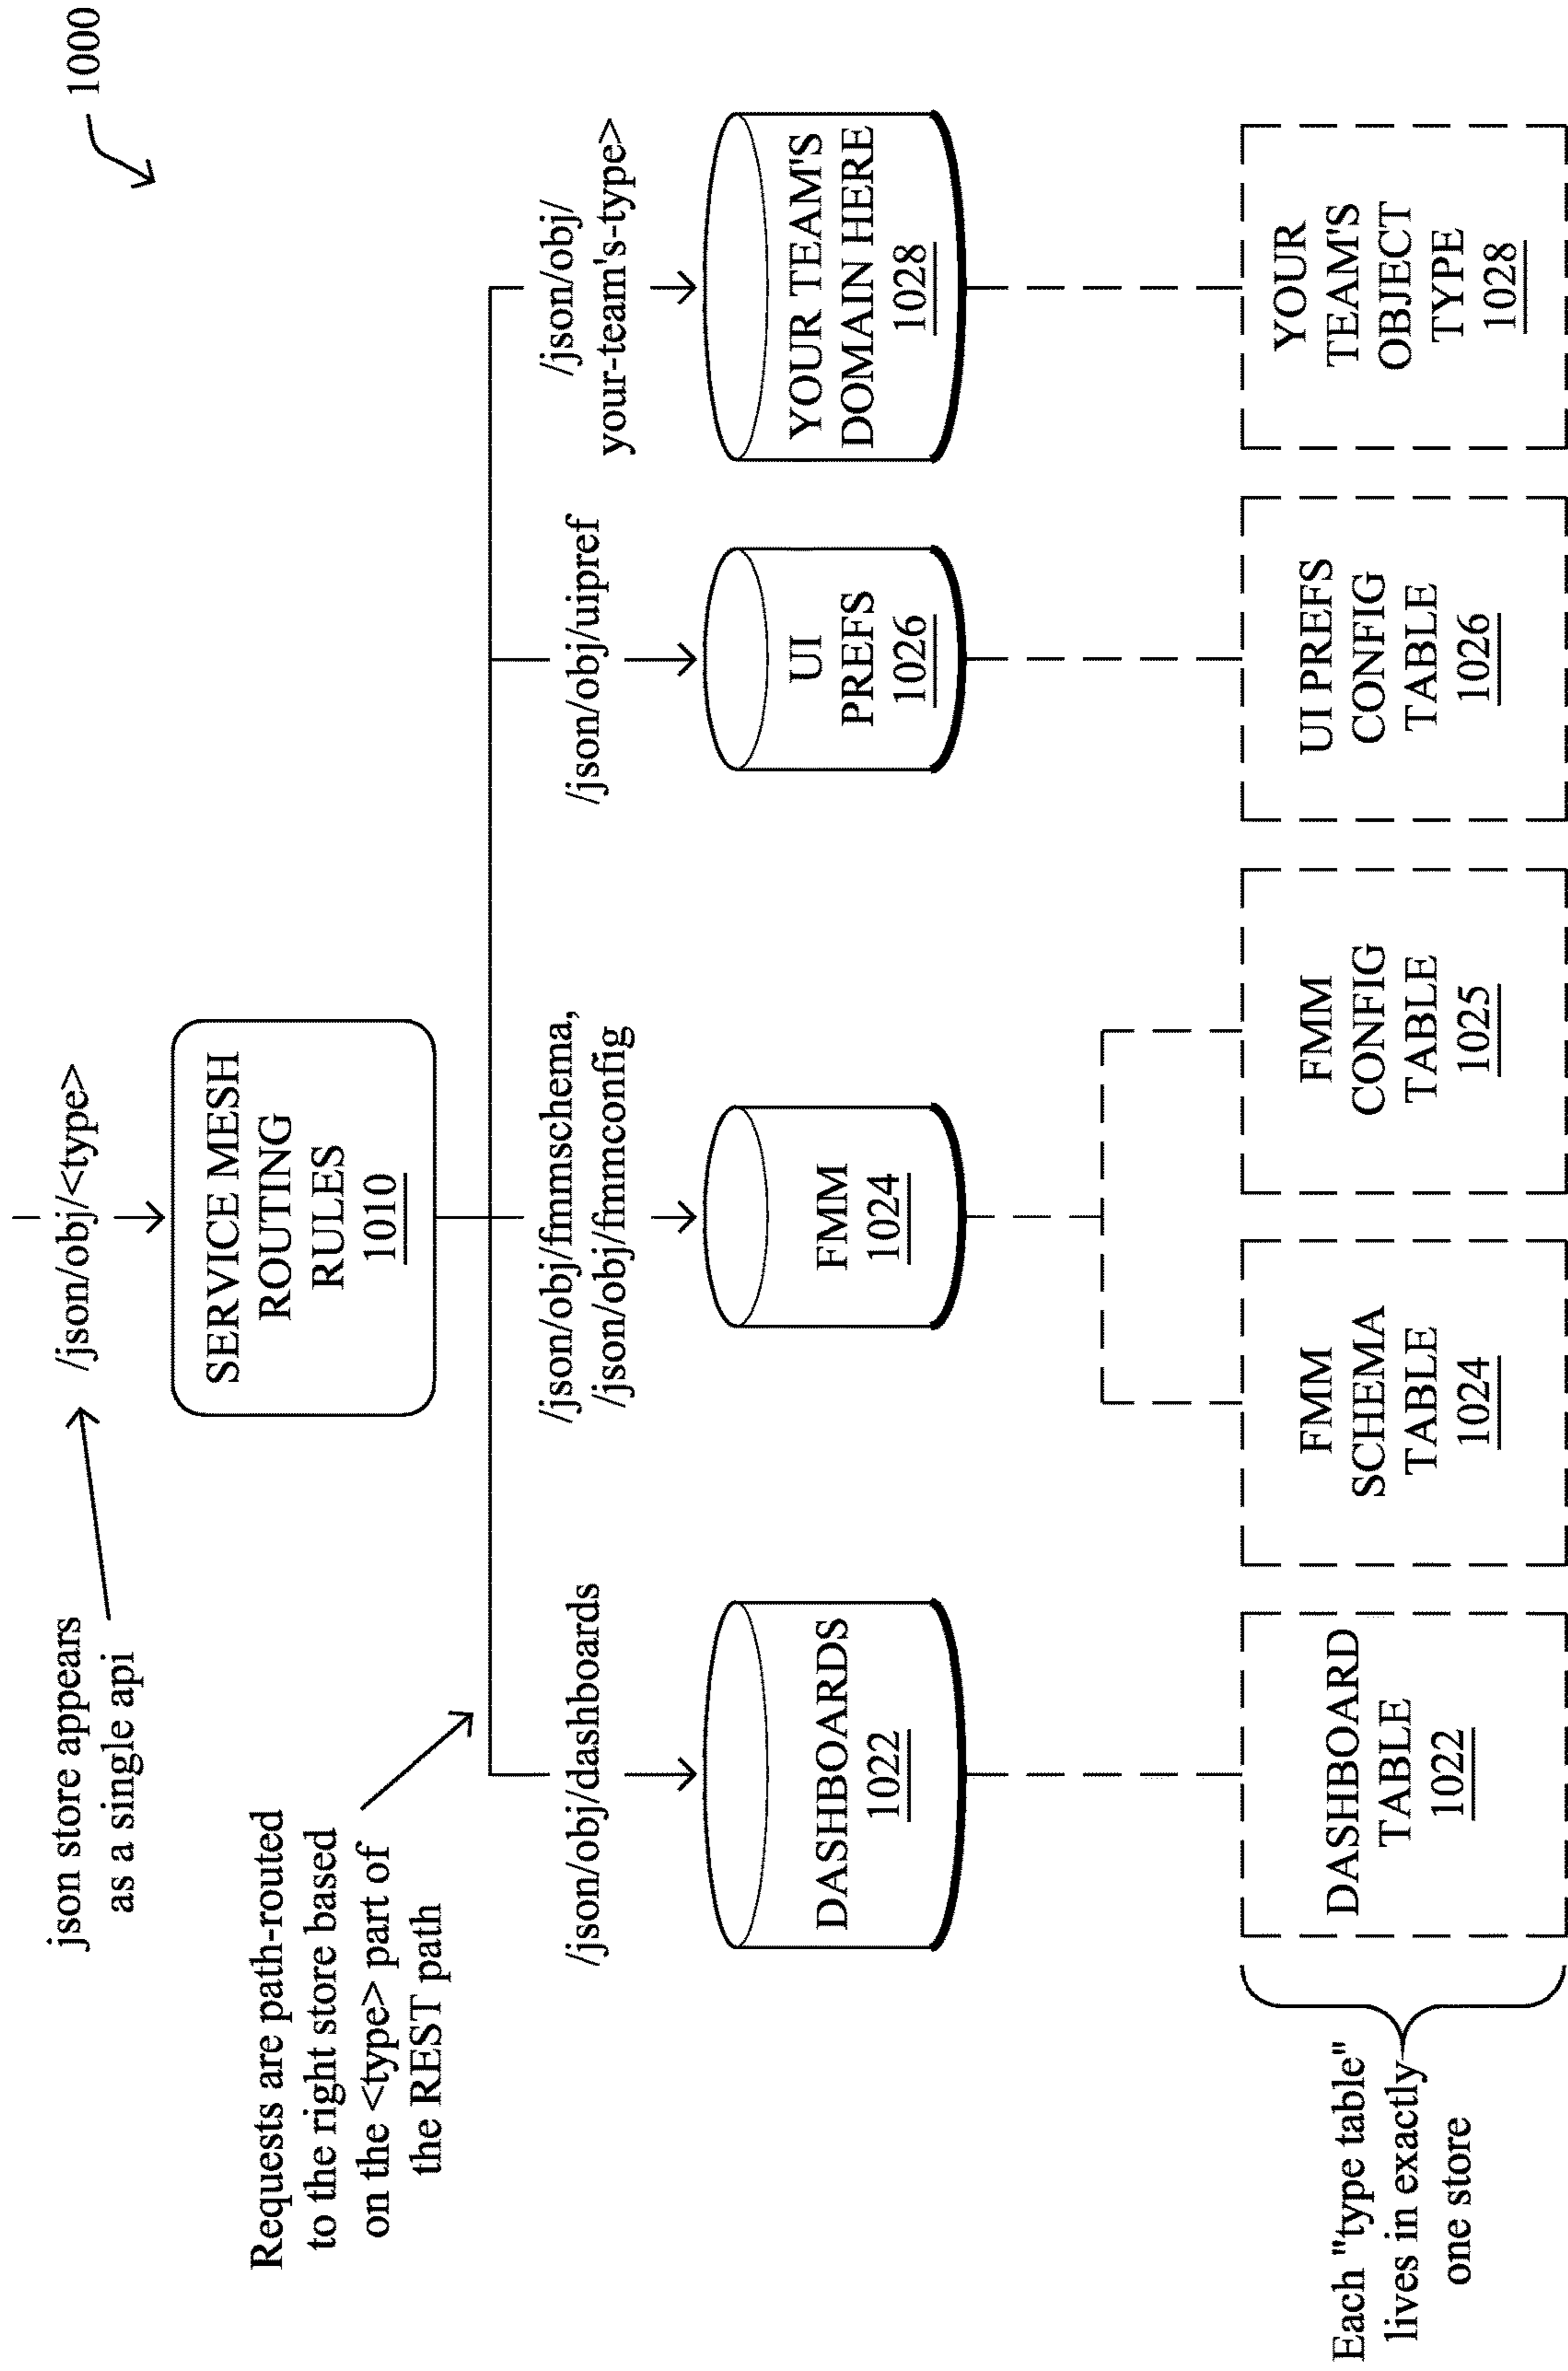 1000
json store appears
as a single api
/json/obj/<type>
SERVICE MESH
ROUTING
RULES
1010
Requests are path-routed
to the right store based
on the <type> part of
the REST path
/json/obj/dashboards
/json/obj/fmmschema,
/json/obj/fmmconfig
/json/obj/uipref
/json/obj/
your-team's-type>
DASHBOARDS
1022
FMM
1024
UI
PREFS
1026
YOUR TEAM'S
DOMAIN HERE
1028
Each "type table"
lives in exactly
one store
DASHBOARD
TABLE
1022
FMM
SCHEMA
TABLE
1024
FMM
CONFIG
TABLE
1025
UI PREFS
CONFIG
TABLE
1026
YOUR
TEAM'S
OBJECT
TYPE
1028